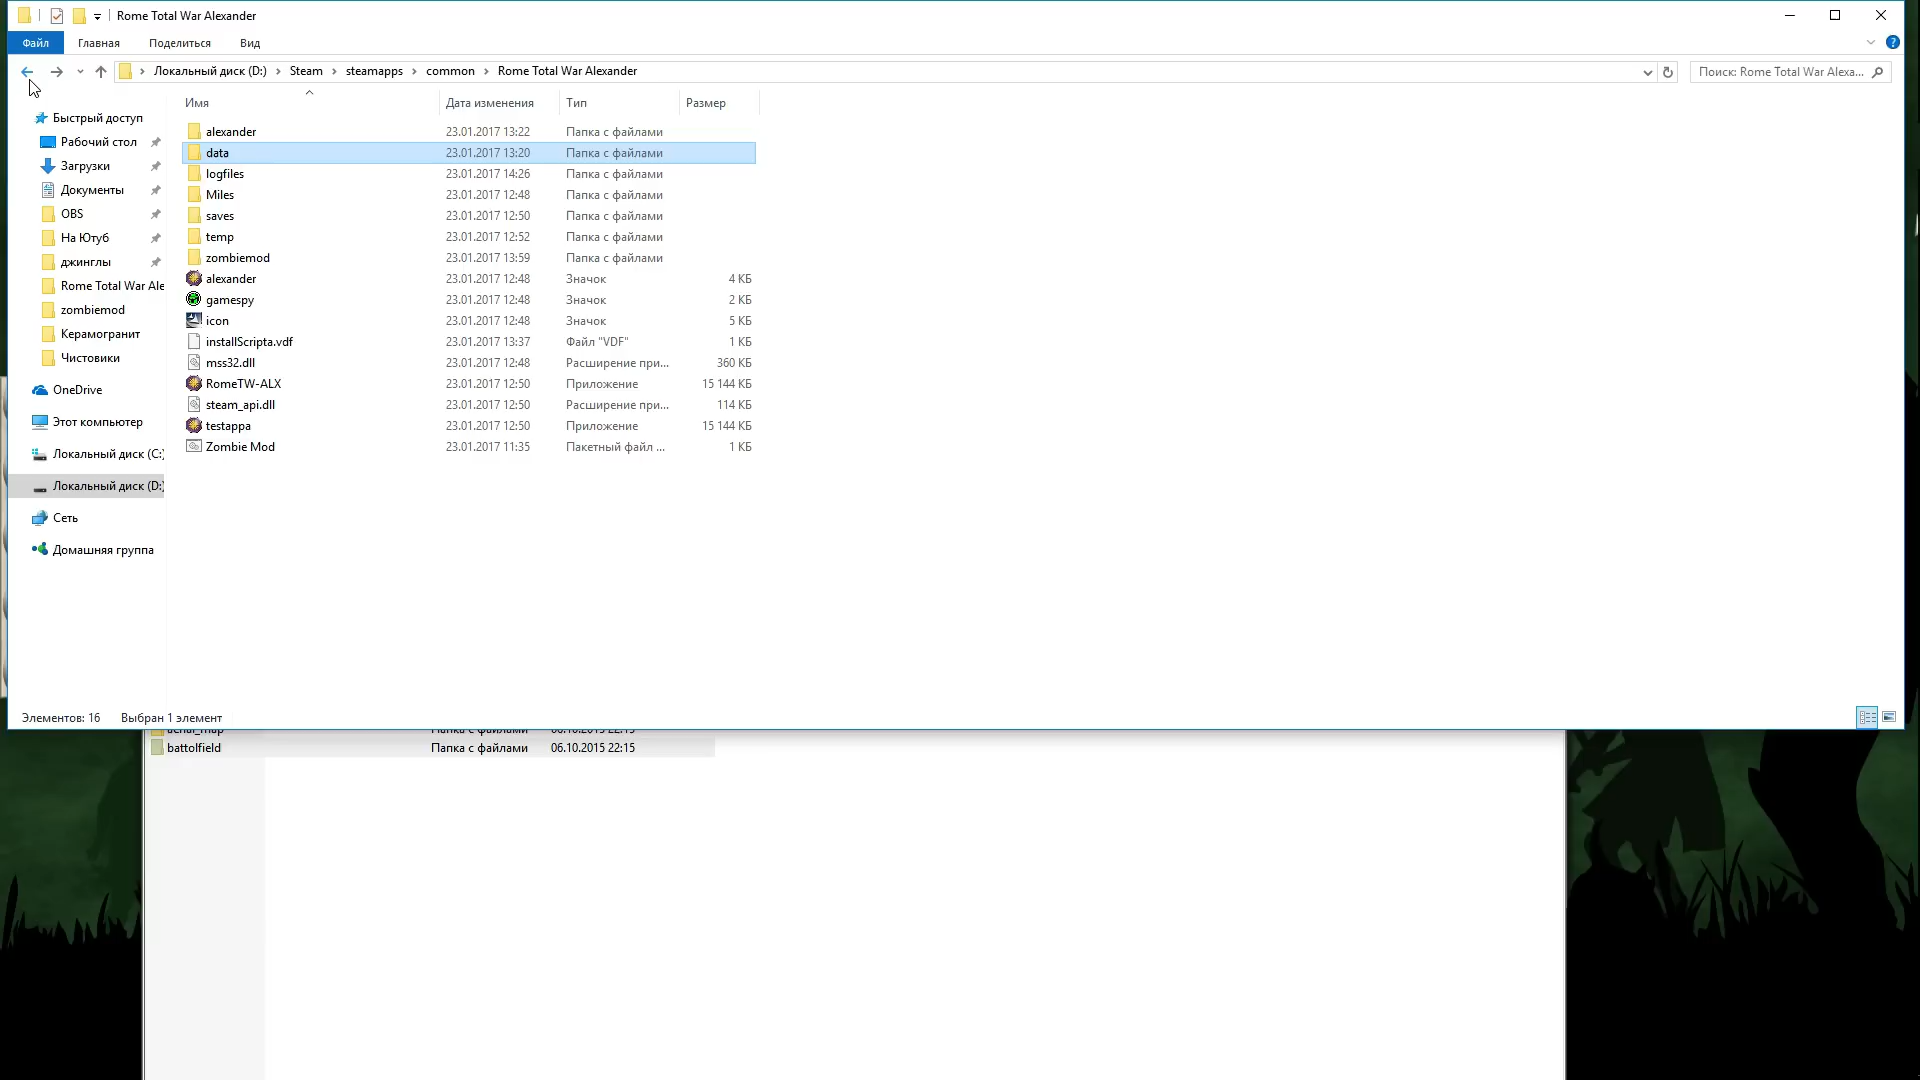 Rome Total War Alexander
Файл Главная Поделиться Вид
Локальный диск (D:) Steam steamapps common Rome Total War Alexander Поиск: Rome Total War Alexa...
Имя Дата изменения Тип Размер
Быстрый доступ
Рабочий стол
Загрузки
Документы
OBS
На Ютуб
джинглы
Rome Total War Ale
zombiemod
Керамогранит
Чистовики
OneDrive
Этот компьютер
Локальный диск (C:)
Локальный диск (D:)
Сеть
Домашняя группа
alexander 23.01.2017 13:22 Папка с файлами
data 23.01.2017 13:20 Папка с файлами
logfiles 23.01.2017 14:26 Папка с файлами
Miles 23.01.2017 12:48 Папка с файлами
saves 23.01.2017 12:50 Папка с файлами
temp 23.01.2017 12:52 Папка с файлами
zombiemod 23.01.2017 13:59 Папка с файлами
alexander 23.01.2017 12:48 Значок 4 КБ
gamespy 23.01.2017 12:48 Значок 2 КБ
icon 23.01.2017 12:48 Значок 5 КБ
installScripta.vdf 23.01.2017 13:37 Файл "VDF" 1 КБ
mss32.dll 23.01.2017 12:48 Расширение при... 360 КБ
RomeTW-ALX 23.01.2017 12:50 Приложение 15 144 КБ
steam_api.dll 23.01.2017 12:50 Расширение при... 114 КБ
testappa 23.01.2017 12:50 Приложение 15 144 КБ
Zombie Mod 23.01.2017 11:35 Пакетный файл ... 1 КБ
Элементов: 16 Выбран 1 элемент
aerial_map Папка с файлами 06.10.2015 22:15
battolfield Папка с файлами 06.10.2015 22:15